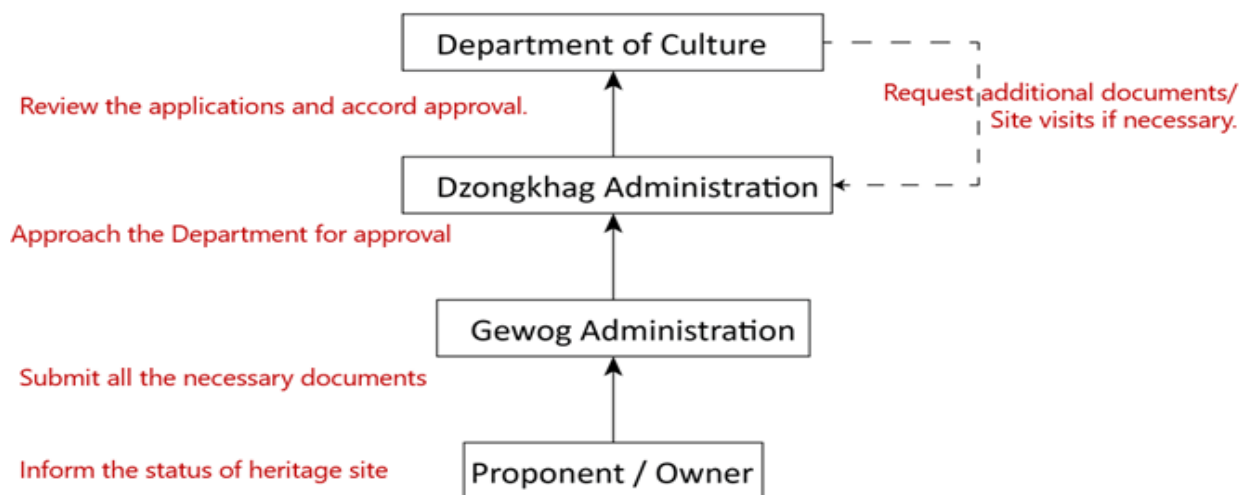 Department of Culture
Review the applications and accord approval.
Request additional documents/
Site visits if necessary.
Dzongkhag Administration
Approach the Department for approval
Gewog Administration
Submit all the necessary documents
Inform the status of heritage site
Proponent / Owner